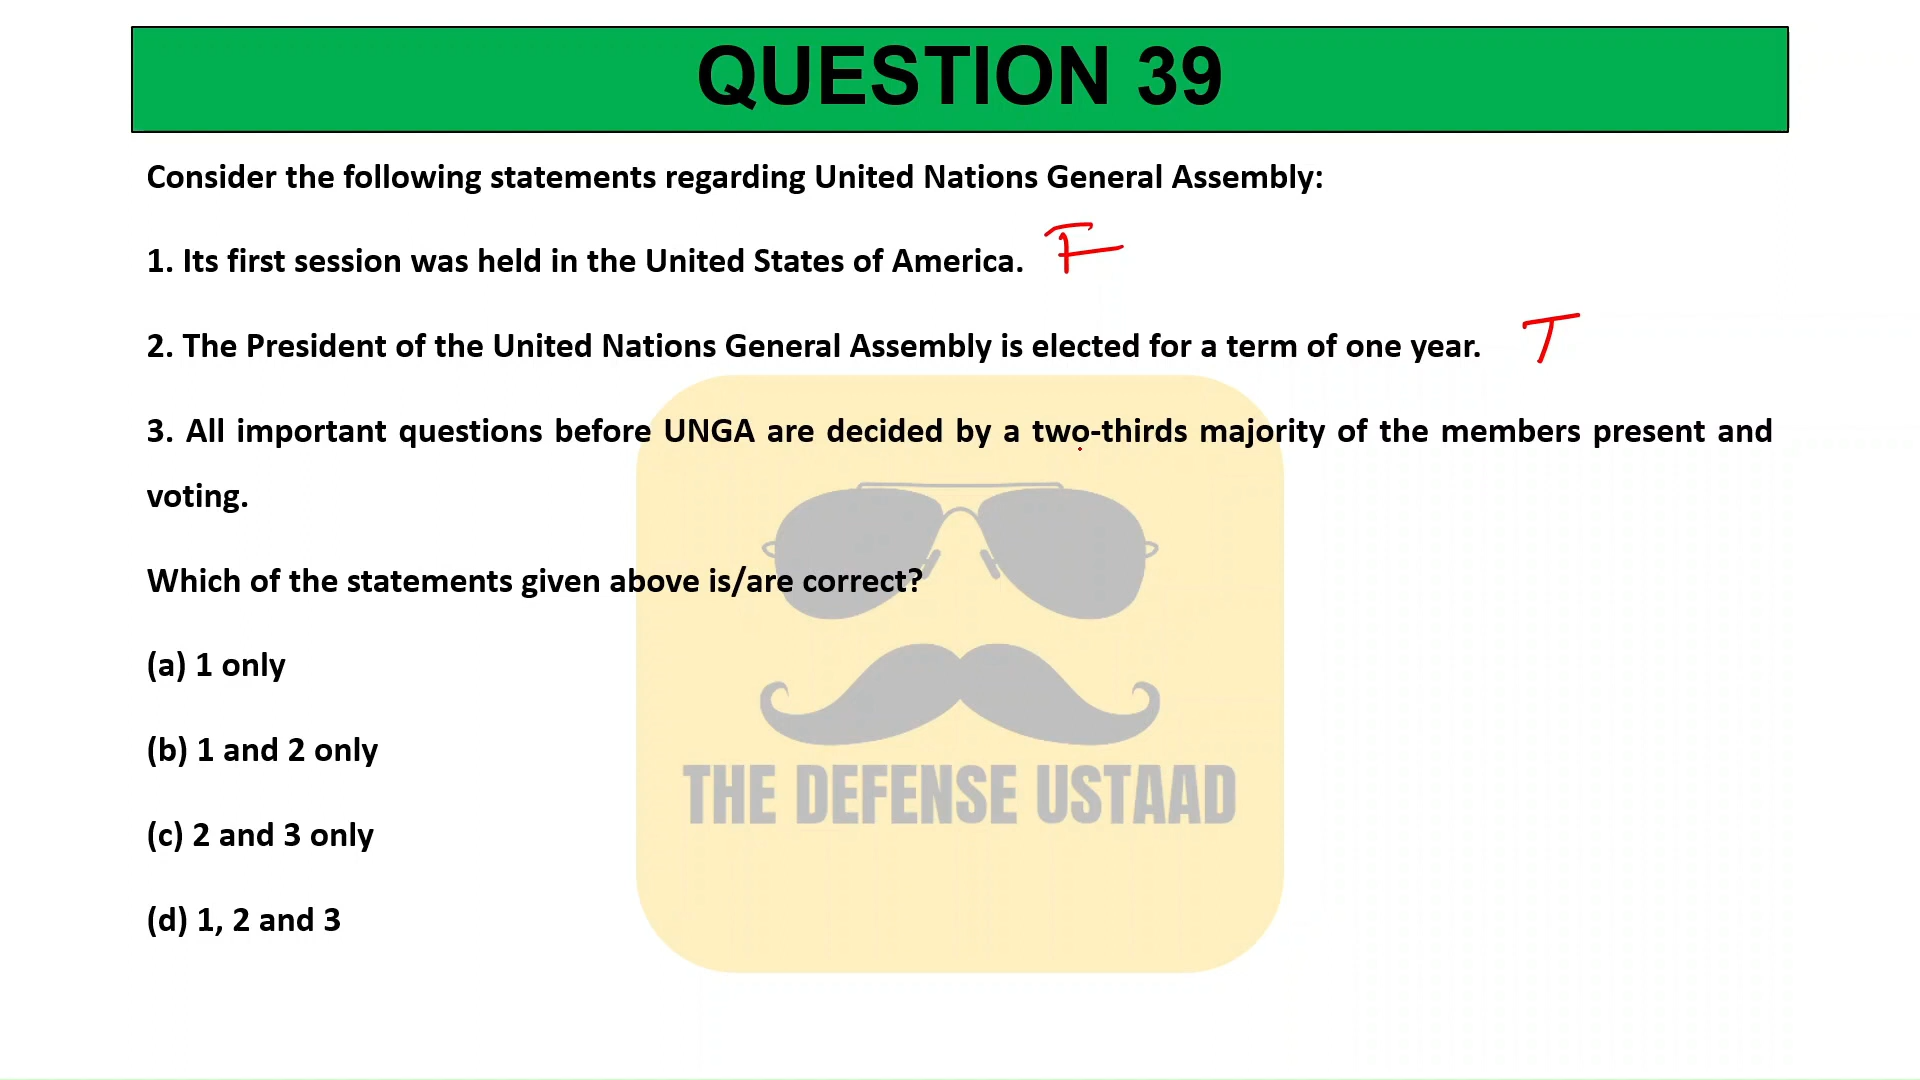 QUESTION 39
Consider the following statements regarding United Nations General Assembly:
1. Its first session was held in the United States of America. F
2. The President of the United Nations General Assembly is elected for a term of one year. T
3. All important questions before UNGA are decided by a two-thirds majority of the members present and
voting.
Which of the statements given above is/are correct?
(a) 1 only
(b) 1 and 2 only
THE DEFENSE USTAAD
(c) 2 and 3 only
(d) 1, 2 and 3